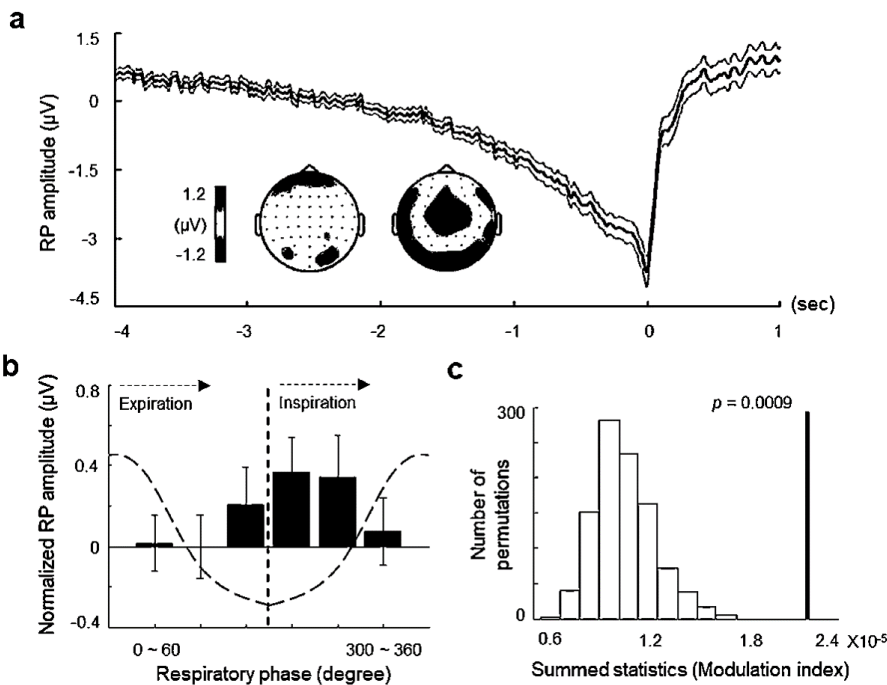 a
RP amplitude (µV)
1.5
0
-1.5
-3
-4.5
1.2
(µV)
-1.2
(sec)
-4
-3
-2
-1
0
1
b
Normalized RP amplitude (µV)
0.8
0.4
0
-0.4
Expiration
Inspiration
0 ~ 60
300 ~ 360
Respiratory phase (degree)
c
Number of
permutations
300
0
p = 0.0009
0.6
1.2
1.8
2.4
X10-5
Summed statistics (Modulation index)